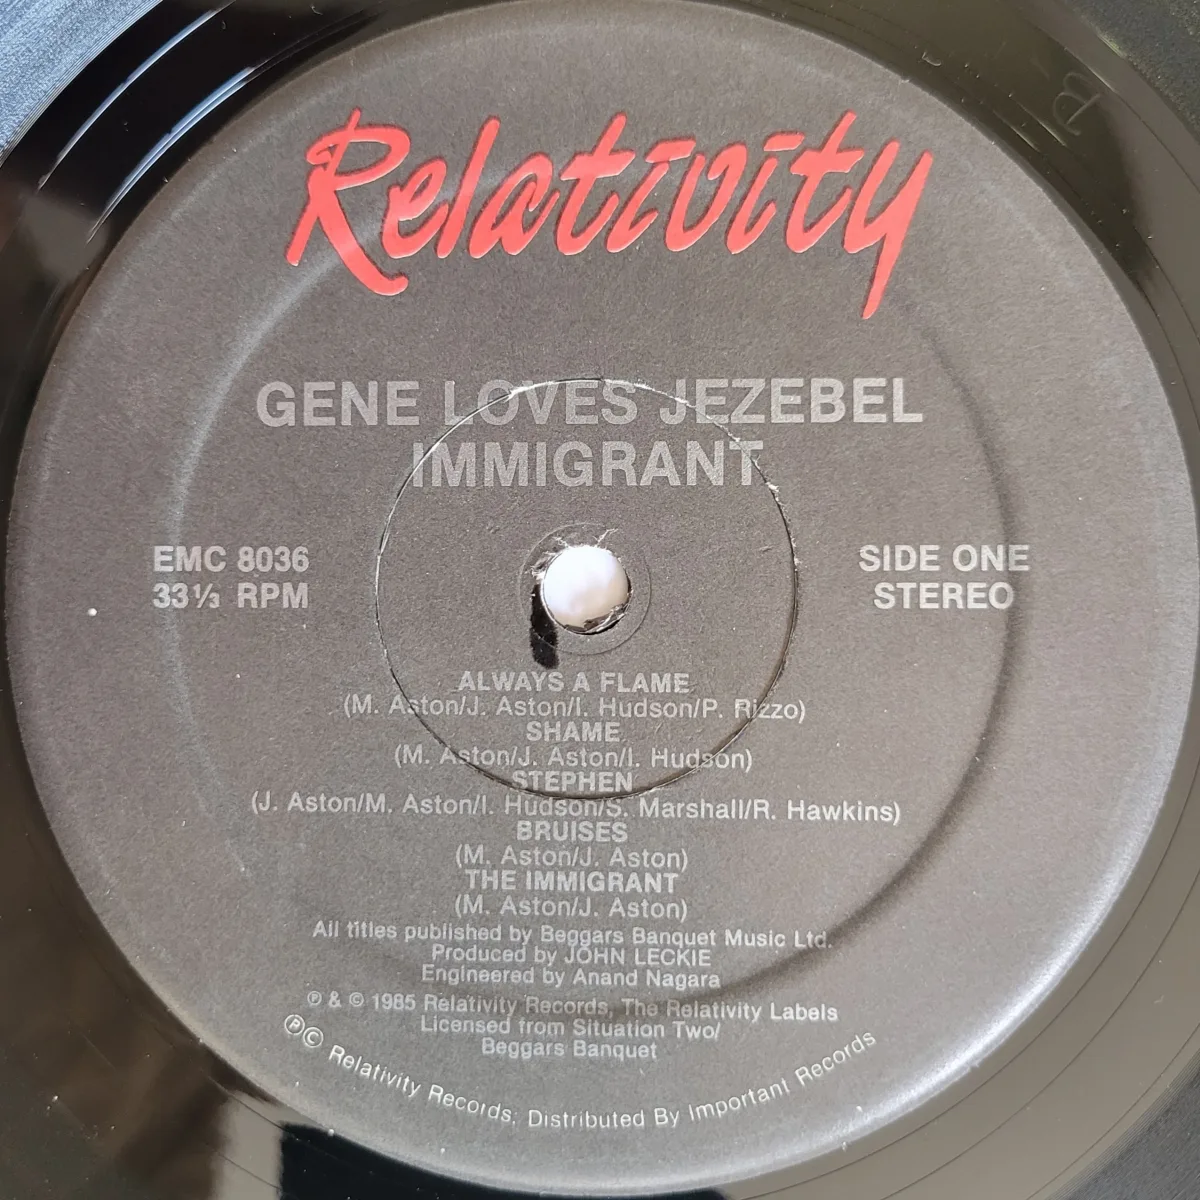 Relativity
GENE LOVES JEZEBEL
IMMIGRANT
EMC 8036
33⅓ RPM
SIDE ONE
STEREO
ALWAYS A FLAME
(M. Aston/J. Aston/I. Hudson/P. Rizzo)
SHAME
(M. Aston/J. Aston/I. Hudson)
STEPHEN
(J. Aston/M. Aston/I. Hudson/S. Marshall/R. Hawkins)
BRUISES
(M. Aston/J. Aston)
THE IMMIGRANT
(M. Aston/J. Aston)
All titles published by Beggars Banquet Music Ltd.
Produced by JOHN LECKIE
Engineered by Anand Nagara
℗ & © 1985 Relativity Records, The Relativity Labels
Licensed from Situation Two/
Beggars Banquet
℗© Relativity Records, Distributed By Important Records